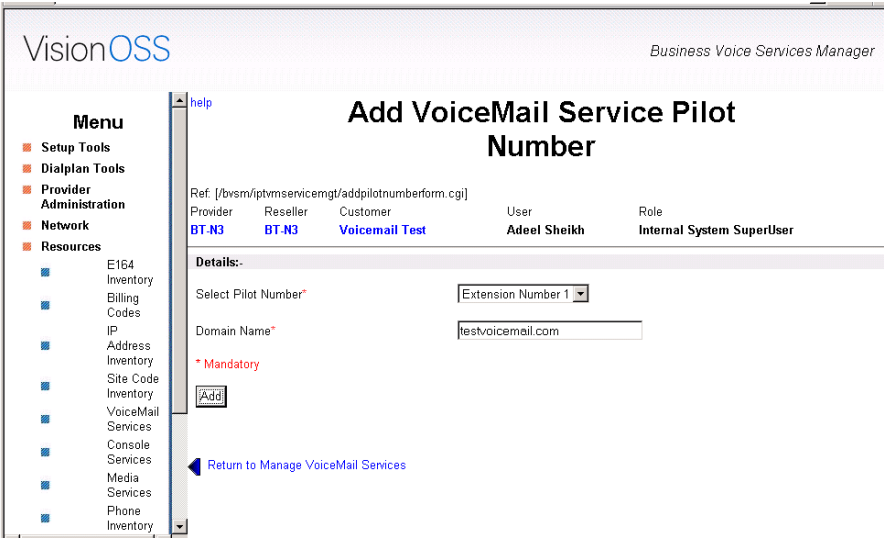 VisionOSS
Business Voice Services Manager
Menu
Setup Tools
Dialplan Tools
Provider
Administration
Network
Resources
E164
Inventory
Billing
Codes
IP
Address
Inventory
Site Code
Inventory
VoiceMail
Services
Console
Services
Media
Services
Phone
Inventory
help
Add VoiceMail Service Pilot
Number
Ref: [/bvsm/iptvmservicemgt/addpilotnumberform.cgi]
Provider Reseller Customer User Role
BT-N3 BT-N3 Voicemail Test Adeel Sheikh Internal System SuperUser
Details:-
Select Pilot Number* Extension Number 1
Domain Name* testvoicemail.com
* Mandatory
Add
Return to Manage VoiceMail Services